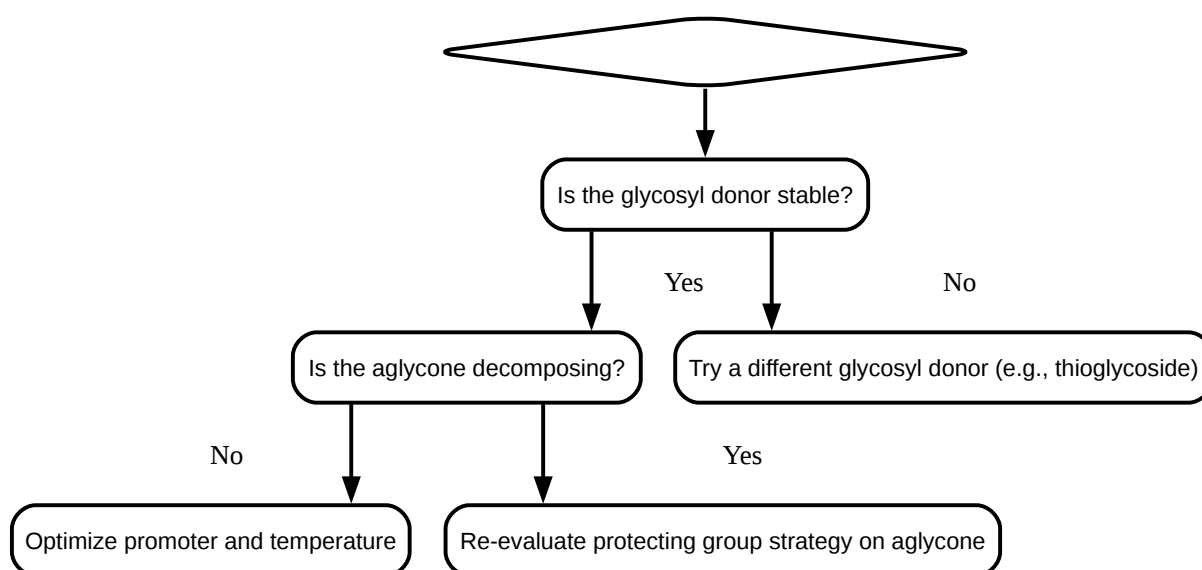 Is the glycosyl donor stable?
Yes
No
Is the aglycone decomposing?
Try a different glycosyl donor (e.g., thioglycoside)
No
Yes
Optimize promoter and temperature
Re-evaluate protecting group strategy on aglycone